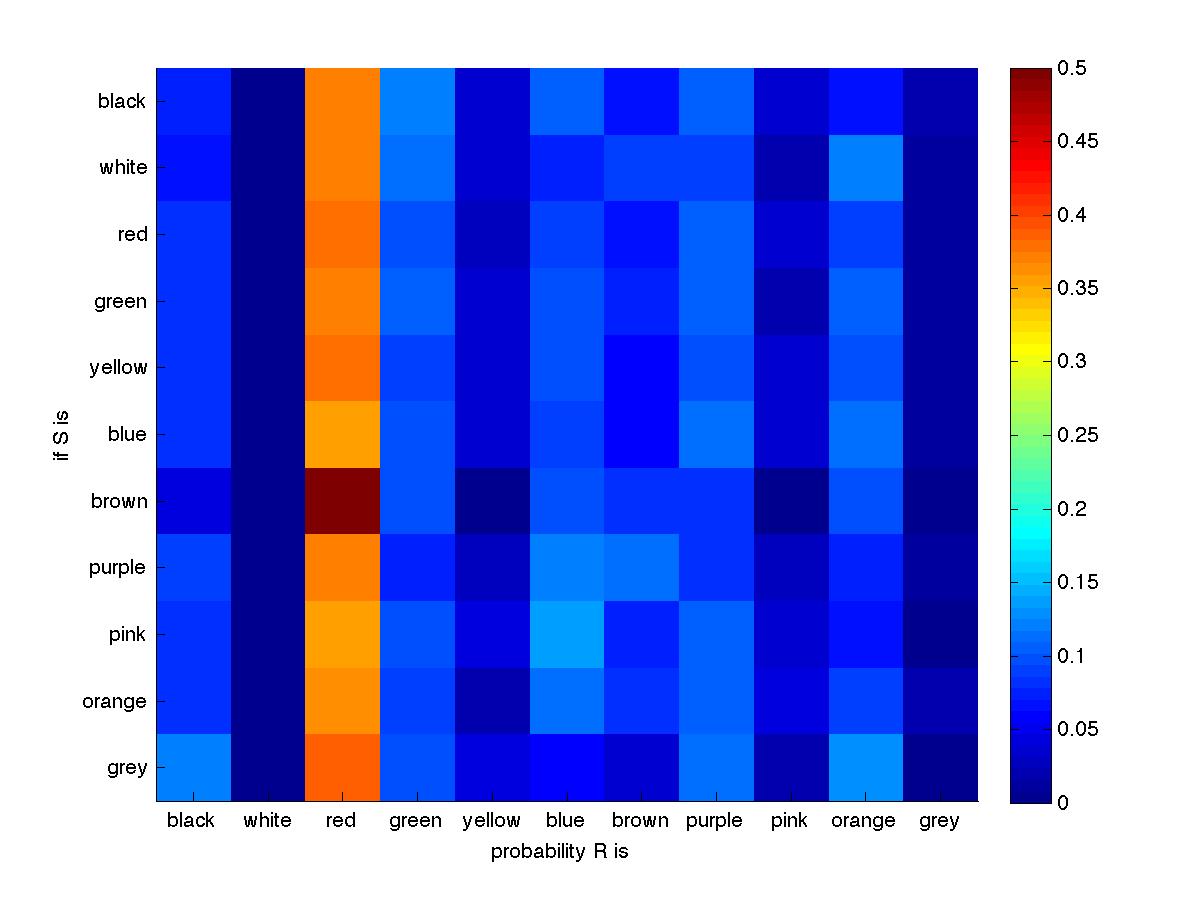 0.5
black
0.45
white
0.4
red
0.35
green
0.3
yellow
0.25
blue
if S is
0.2
brown
0.15
purple
0.1
pink
0.05
orange
grey
0
black white red green yellow blue brown purple pink orange grey
probability R is